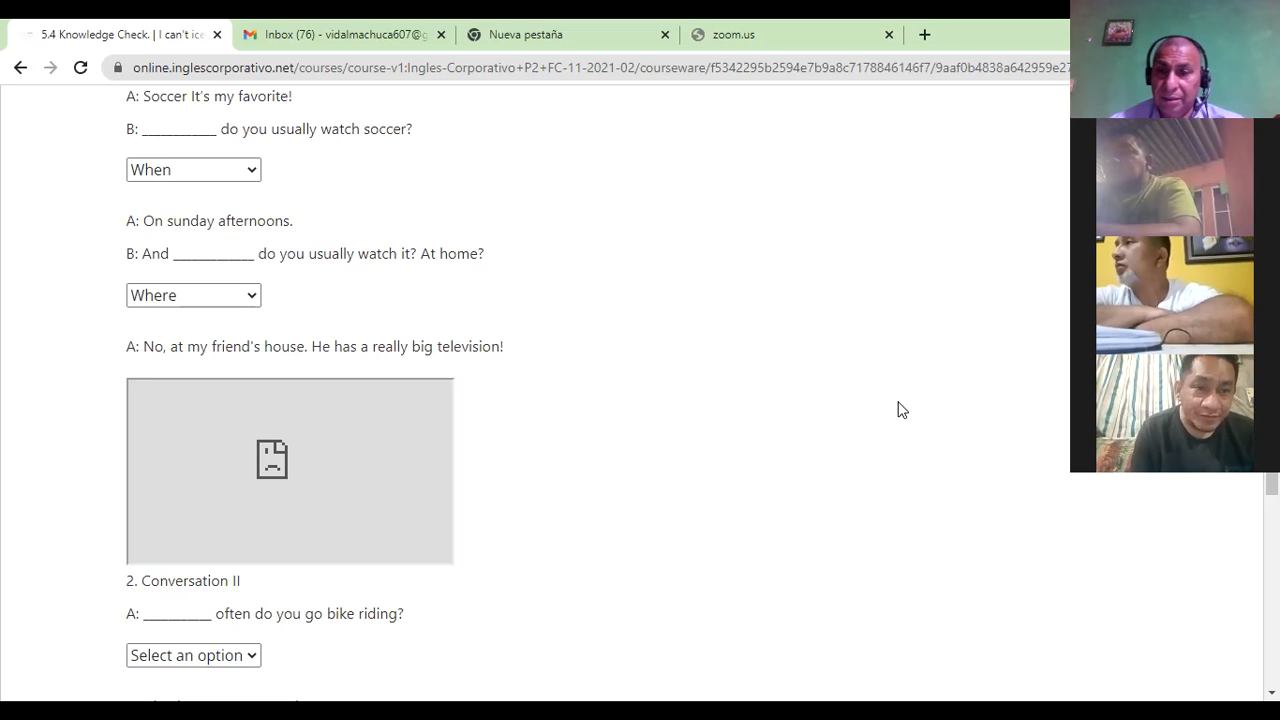 5.4 Knowledge Check. | I can't ice
Inbox (76) - vidalmachuca607@g
Nueva pestaña
zoom.us
online.inglescorporativo.net/courses/course-v1:Ingles-Corporativo+P2+FC-11-2021-02/courseware/f5342295b2594e7b9a8c7178846146f7/9aaf0b4838a642959e27
A: Soccer It's my favorite!
B: ____________ do you usually watch soccer?
When
A: On sunday afternoons.
B: And _____________ do you usually watch it? At home?
Where
A: No, at my friend's house. He has a really big television!
2. Conversation II
A: ___________ often do you go bike riding?
Select an option